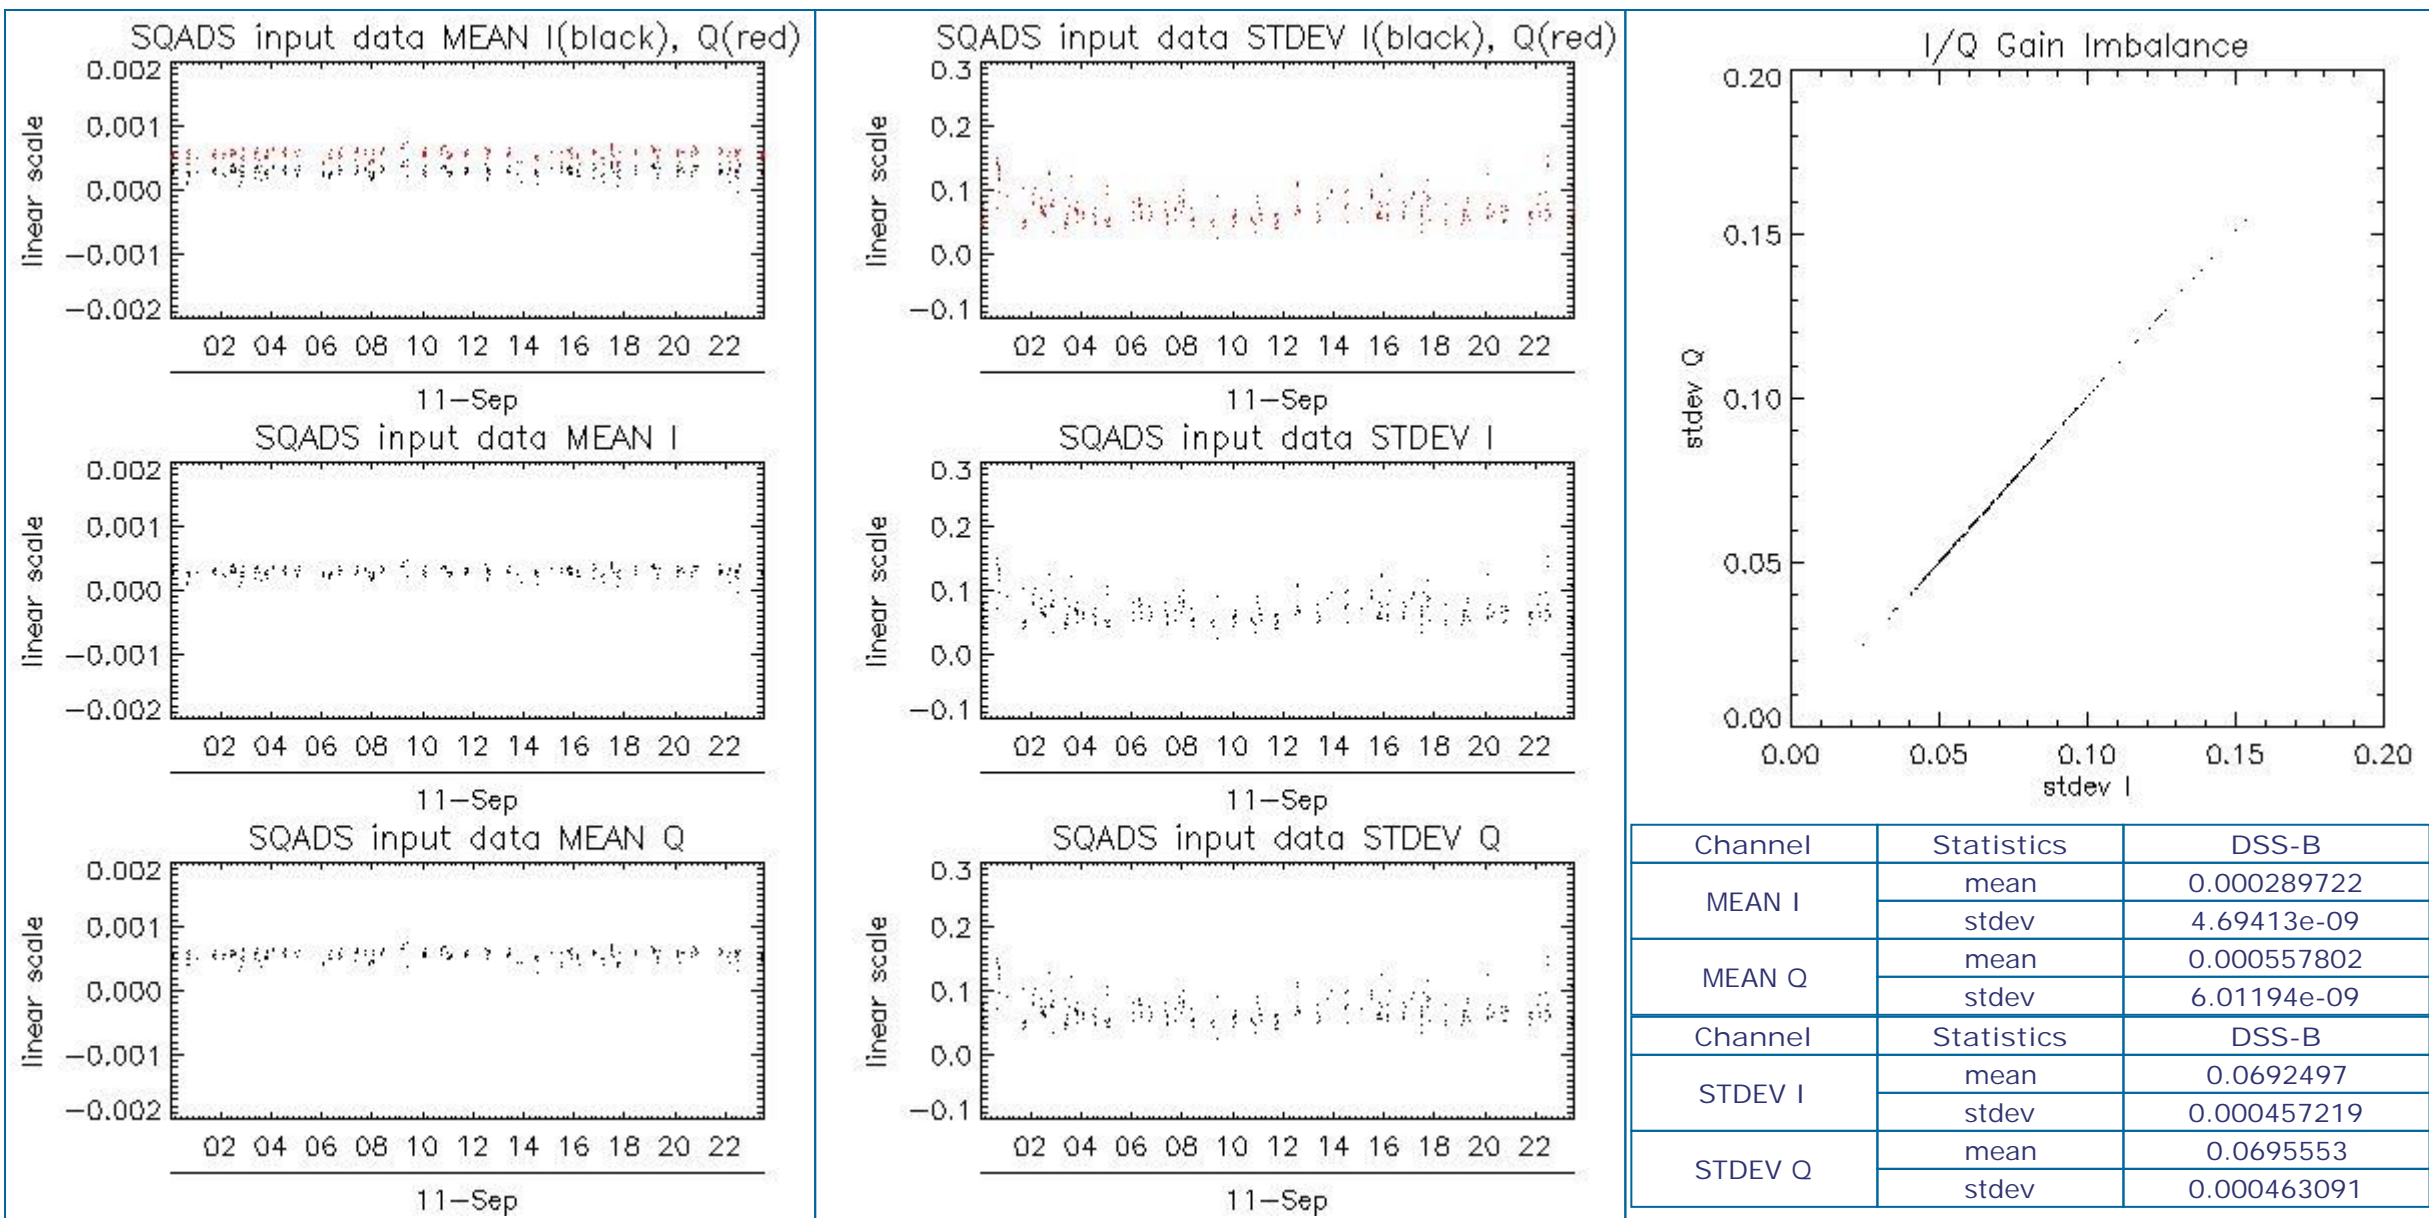 SQADS input data MEAN I(black), Q(red)
0.002
0.001
0.000
−0.001
−0.002
linear scale
02 04 06 08 10 12 14 16 18 20 22
11−Sep
SQADS input data MEAN I
0.002
0.001
0.000
−0.001
−0.002
linear scale
02 04 06 08 10 12 14 16 18 20 22
11−Sep
SQADS input data MEAN Q
0.002
0.001
0.000
−0.001
−0.002
linear scale
02 04 06 08 10 12 14 16 18 20 22
11−Sep
SQADS input data STDEV I(black), Q(red)
0.3
0.2
0.1
0.0
−0.1
linear scale
02 04 06 08 10 12 14 16 18 20 22
11−Sep
SQADS input data STDEV I
0.3
0.2
0.1
0.0
−0.1
linear scale
02 04 06 08 10 12 14 16 18 20 22
11−Sep
SQADS input data STDEV Q
0.3
0.2
0.1
0.0
−0.1
linear scale
02 04 06 08 10 12 14 16 18 20 22
11−Sep
I/Q Gain Imbalance
0.20
0.15
0.10
0.05
0.00
stdev Q
0.00 0.05 0.10 0.15 0.20
stdev I
Channel Statistics DSS-B
MEAN I mean 0.000289722
stdev 4.69413e-09
MEAN Q mean 0.000557802
stdev 6.01194e-09
Channel Statistics DSS-B
STDEV I mean 0.0692497
stdev 0.000457219
STDEV Q mean 0.0695553
stdev 0.000463091